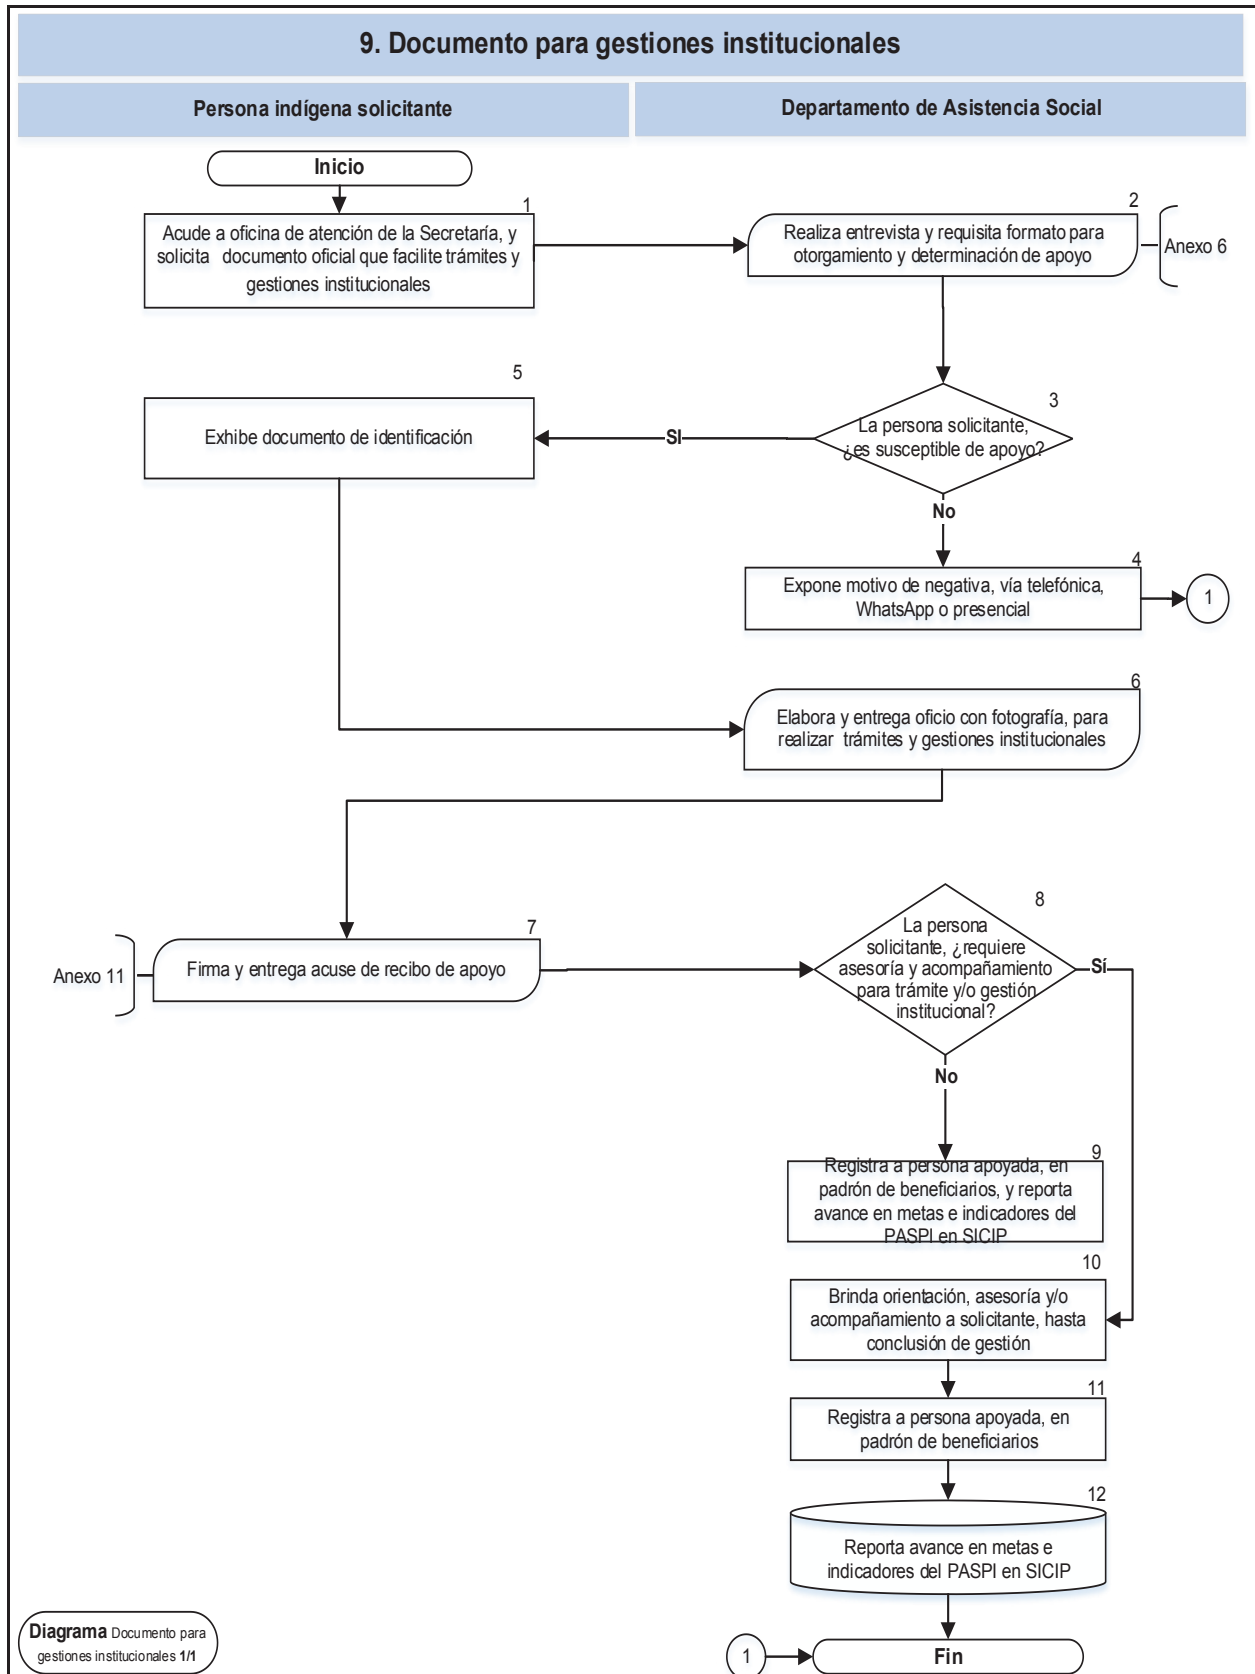 9. Documento para gestiones institucionales
Persona indígena solicitante
Departamento de Asistencia Social
Inicio
1
Acude a oficina de atención de la Secretaría, y
solicita documento oficial que facilite trámites y
gestiones institucionales
2
Realiza entrevista y requisita formato para
otorgamiento y determinación de apoyo
Anexo 6
3
La persona solicitante,
¿es susceptible de apoyo?
SI
No
5
Exhibe documento de identificación
4
Expone motivo de negativa, vía telefónica,
WhatsApp o presencial
1
6
Elabora y entrega oficio con fotografía, para
realizar trámites y gestiones institucionales
7
Firma y entrega acuse de recibo de apoyo
Anexo 11
8
La persona
solicitante, ¿requiere
asesoría y acompañamiento
para trámite y/o gestión
institucional?
Sí
No
9
Registra a persona apoyada, en
padrón de beneficiarios, y reporta
avance en metas e indicadores del
PASPI en SICIP
10
Brinda orientación, asesoría y/o
acompañamiento a solicitante, hasta
conclusión de gestión
11
Registra a persona apoyada, en
padrón de beneficiarios
12
Reporta avance en metas e
indicadores del PASPI en SICIP
1
Fin
Diagrama Documento para
gestiones institucionales 1/1